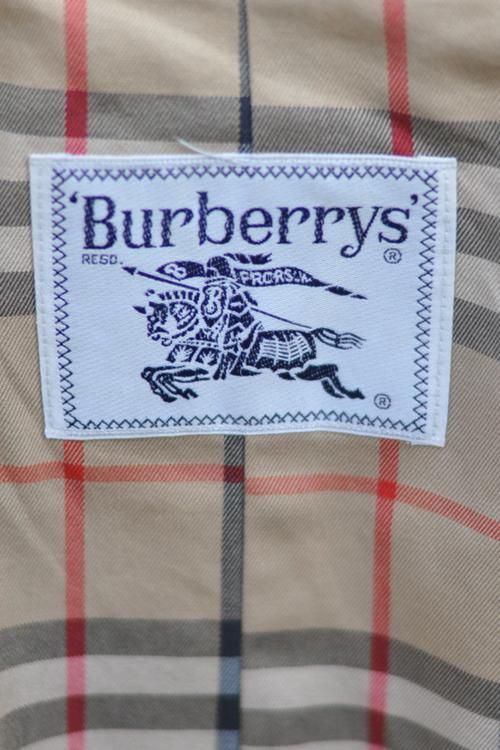 'Burberrys'
REGD. ®
B PRORSUM
B
®